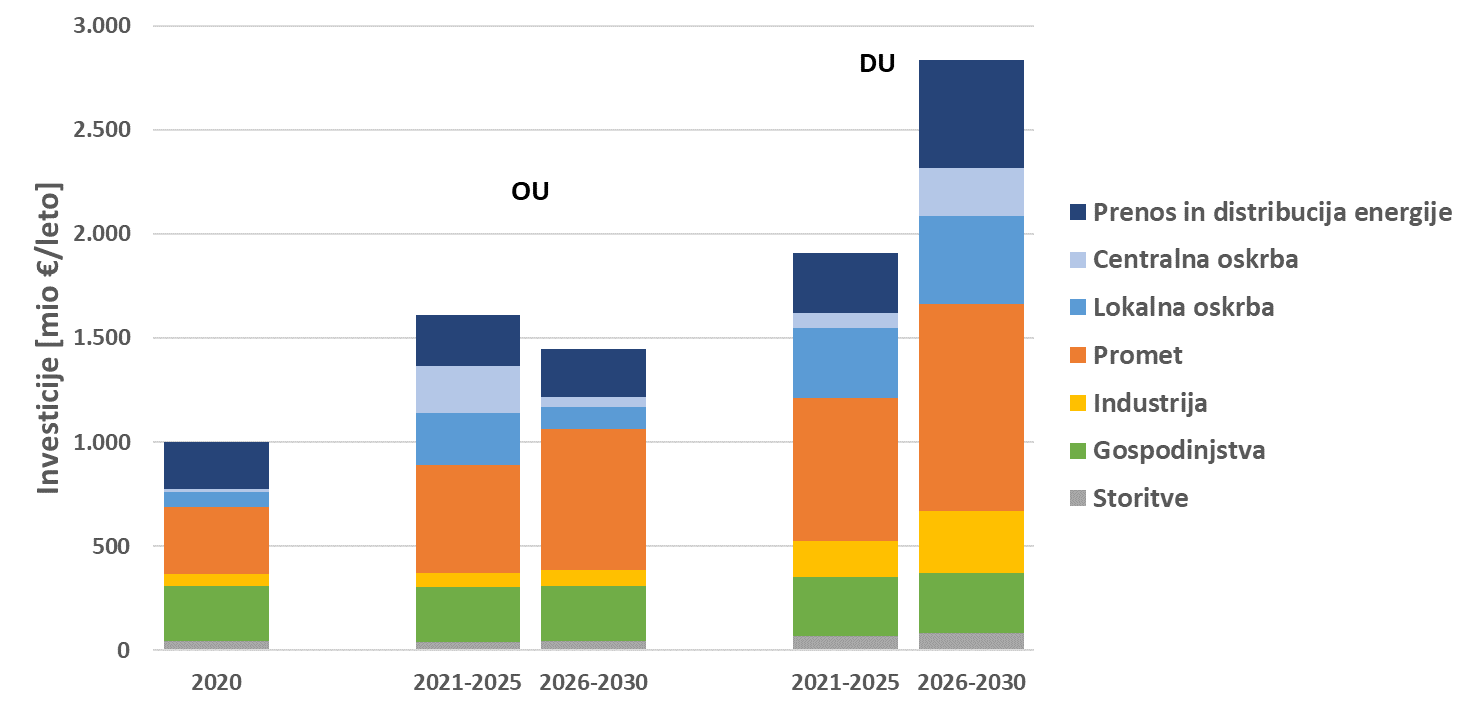 Investicije [mio €/leto]
3.000
2.500
2.000
1.500
1.000
500
0
OU
DU
2020
2021-2025
2026-2030
2021-2025
2026-2030
Prenos in distribucija energije
Centralna oskrba
Lokalna oskrba
Promet
Industrija
Gospodinjstva
Storitve